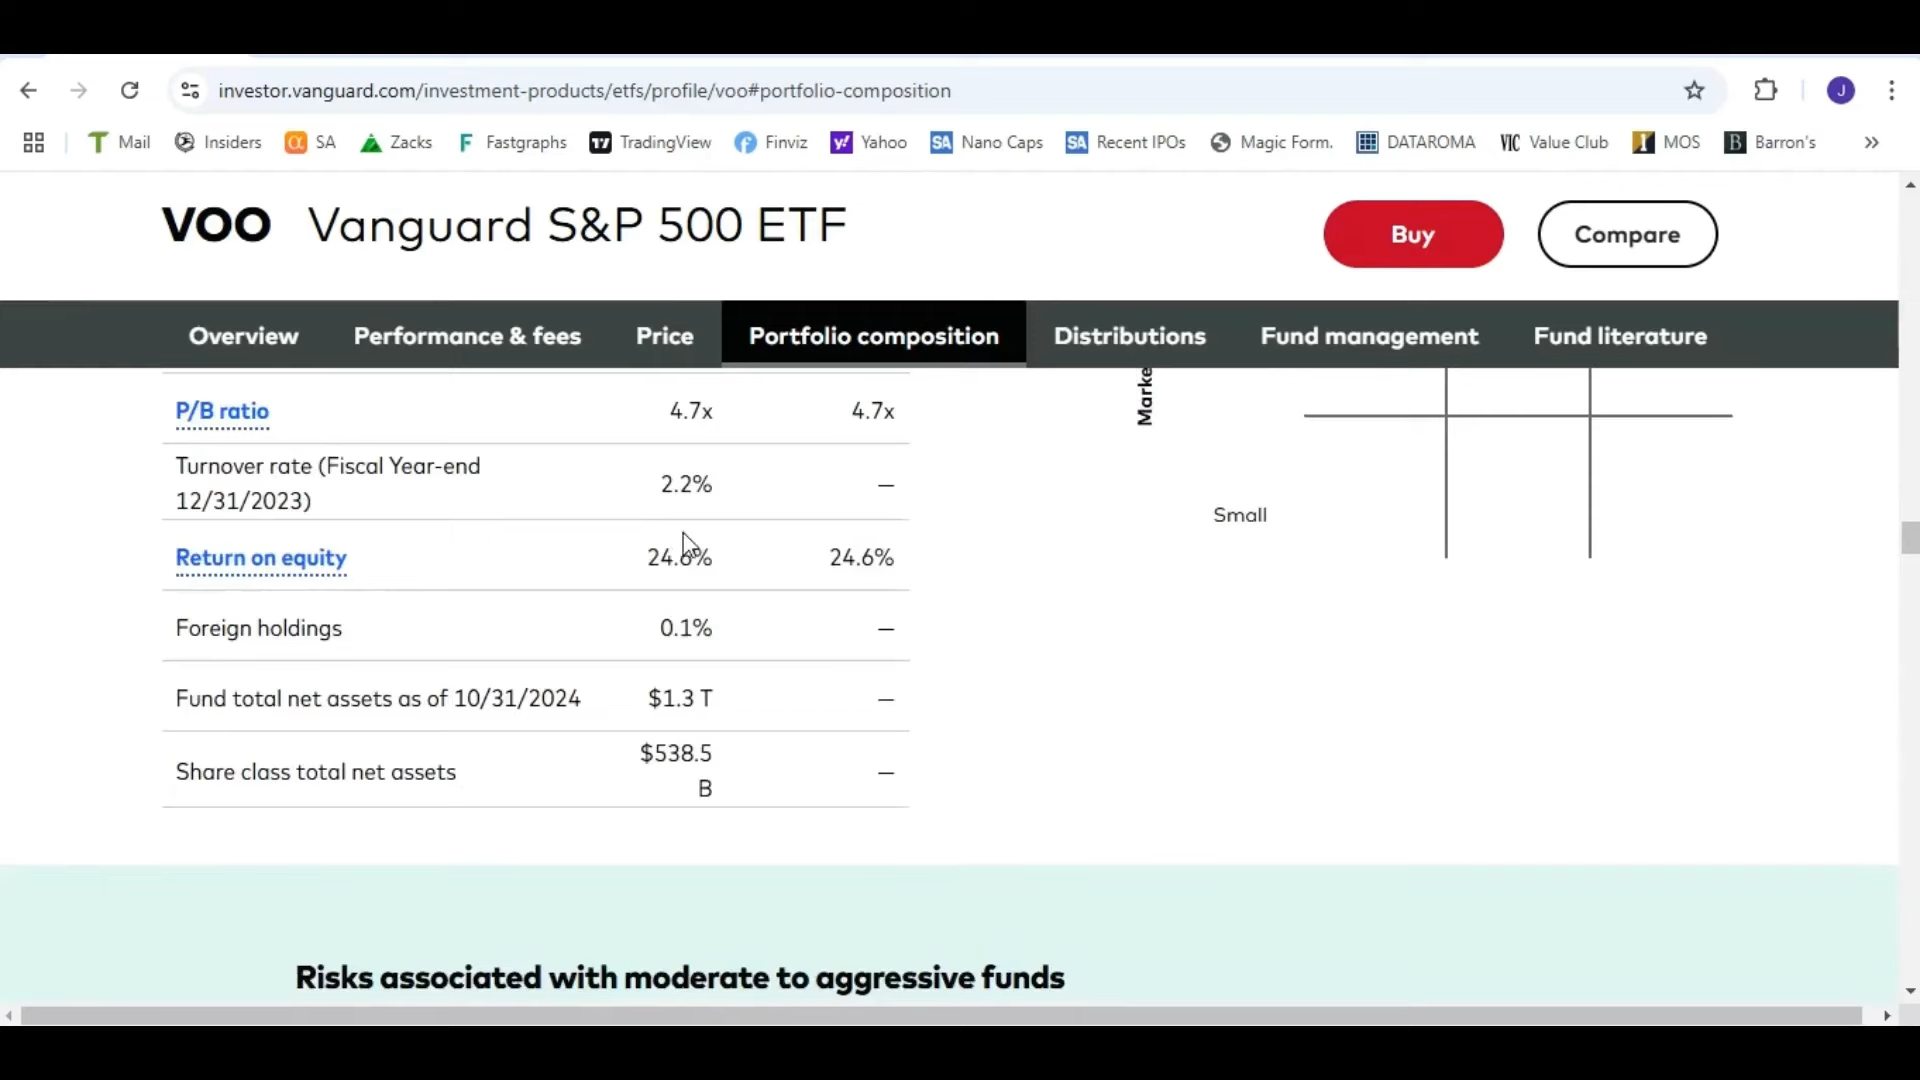 investor.vanguard.com/investment-products/etfs/profile/voo#portfolio-composition
J
Mail Insiders SA Zacks Fastgraphs TradingView Finviz Yahoo Nano Caps Recent IPOs Magic Form. DATAROMA Value Club MOS Barron's »
VOO Vanguard S&P 500 ETF
Buy Compare
Overview Performance & fees Price Portfolio composition Distributions Fund management Fund literature
P/B ratio 4.7x 4.7x
Turnover rate (Fiscal Year-end
12/31/2023) 2.2% —
Return on equity 24.6% 24.6%
Foreign holdings 0.1% —
Fund total net assets as of 10/31/2024 $1.3 T —
Share class total net assets $538.5
B —
Small
Risks associated with moderate to aggressive funds